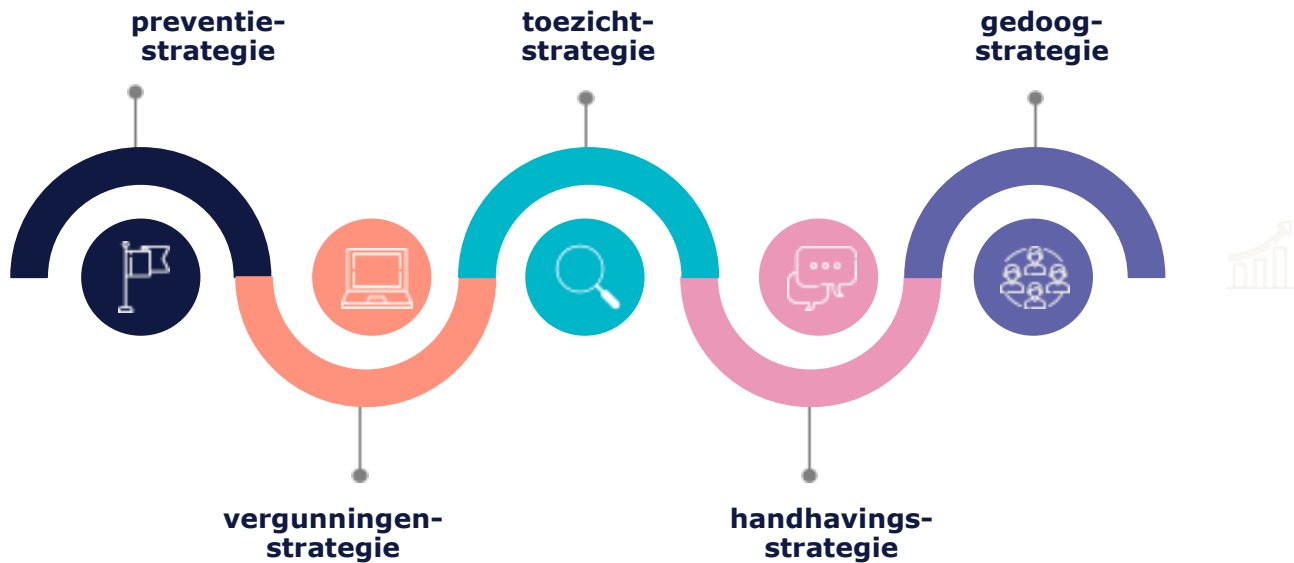 preventie-
strategie
toezicht-
strategie
gedoog-
strategie
vergunningen-
strategie
handhavings-
strategie